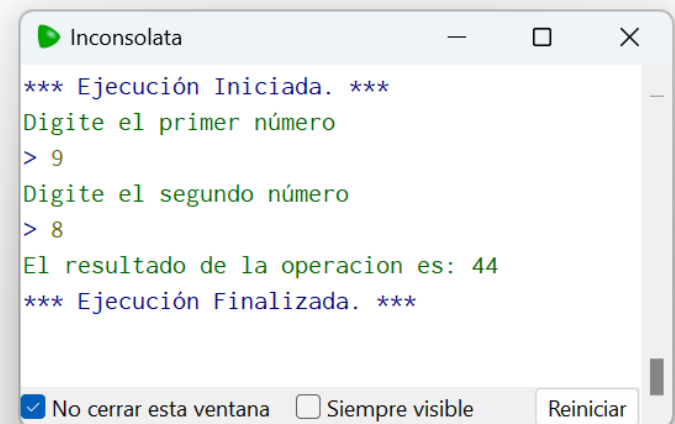 Inconsolata
*** Ejecución Iniciada. ***
Digite el primer número
> 9
Digite el segundo número
> 8
El resultado de la operacion es: 44
*** Ejecución Finalizada. ***
No cerrar esta ventana Siempre visible Reiniciar